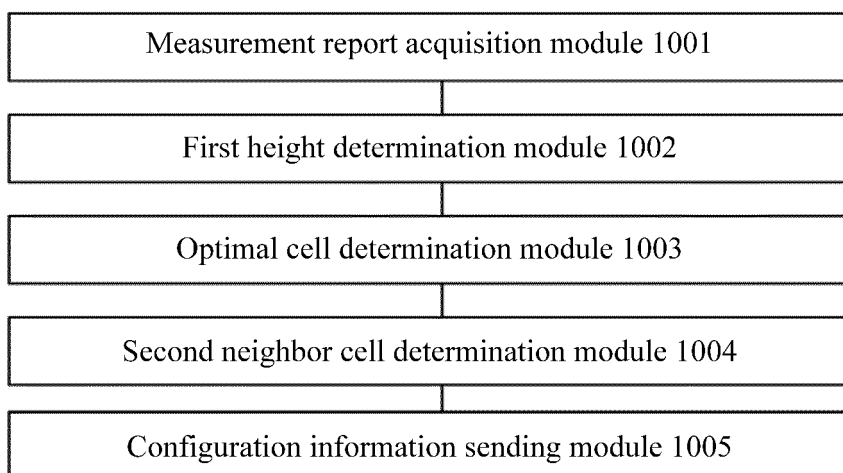 Measurement report acquisition module 1001
First height determination module 1002
Optimal cell determination module 1003
Second neighbor cell determination module 1004
Configuration information sending module 1005